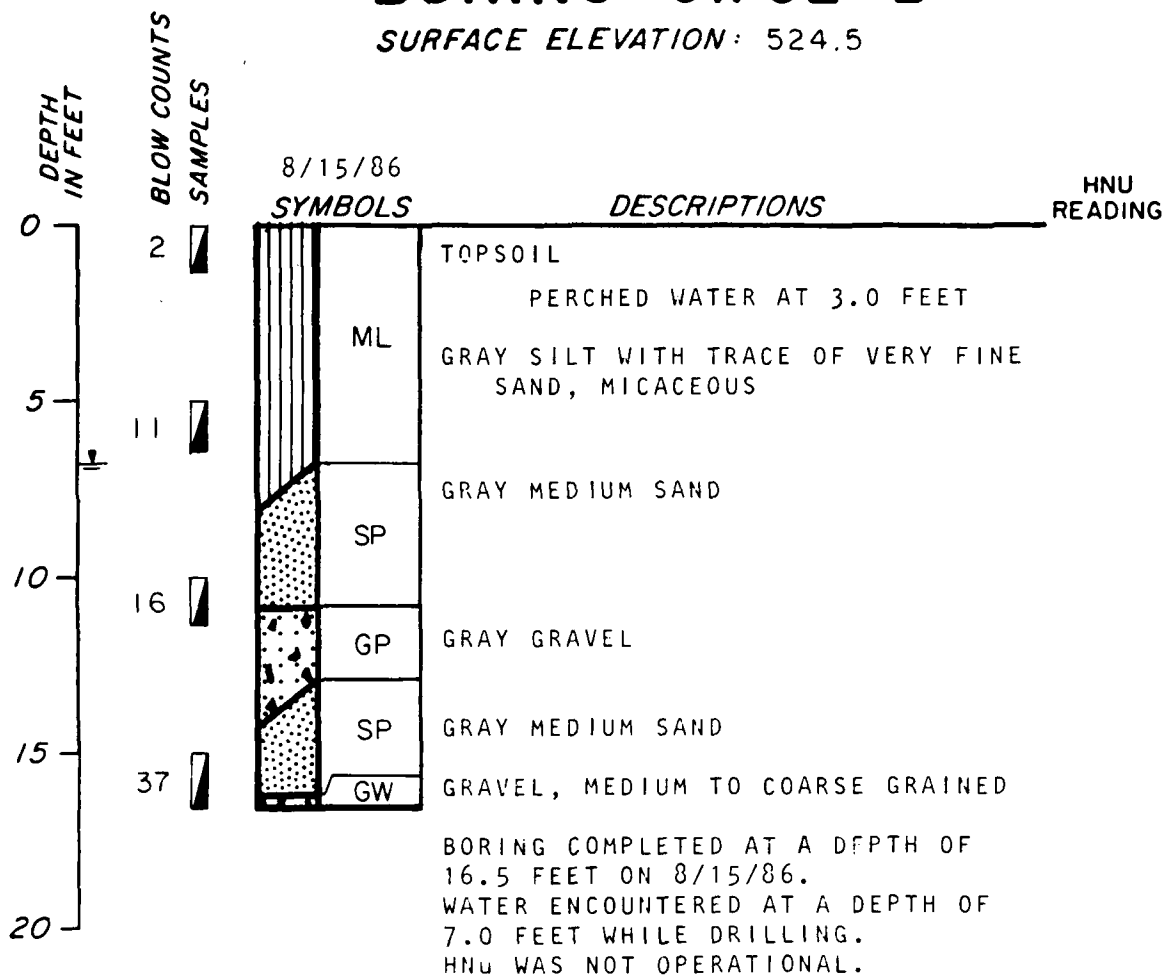 SURFACE ELEVATION: 524.5
DEPTH IN FEET
BLOW COUNTS
SAMPLES
8/15/86
SYMBOLS
DESCRIPTIONS
HNU READING
0
2
TOPSOIL
PERCHED WATER AT 3.0 FEET
ML
GRAY SILT WITH TRACE OF VERY FINE
SAND, MICACEOUS
5
11
GRAY MEDIUM SAND
SP
10
16
GP
GRAY GRAVEL
SP
GRAY MEDIUM SAND
15
37
GW
GRAVEL, MEDIUM TO COARSE GRAINED
BORING COMPLETED AT A DEPTH OF
16.5 FEET ON 8/15/86.
WATER ENCOUNTERED AT A DEPTH OF
20
7.0 FEET WHILE DRILLING.
HNu WAS NOT OPERATIONAL.